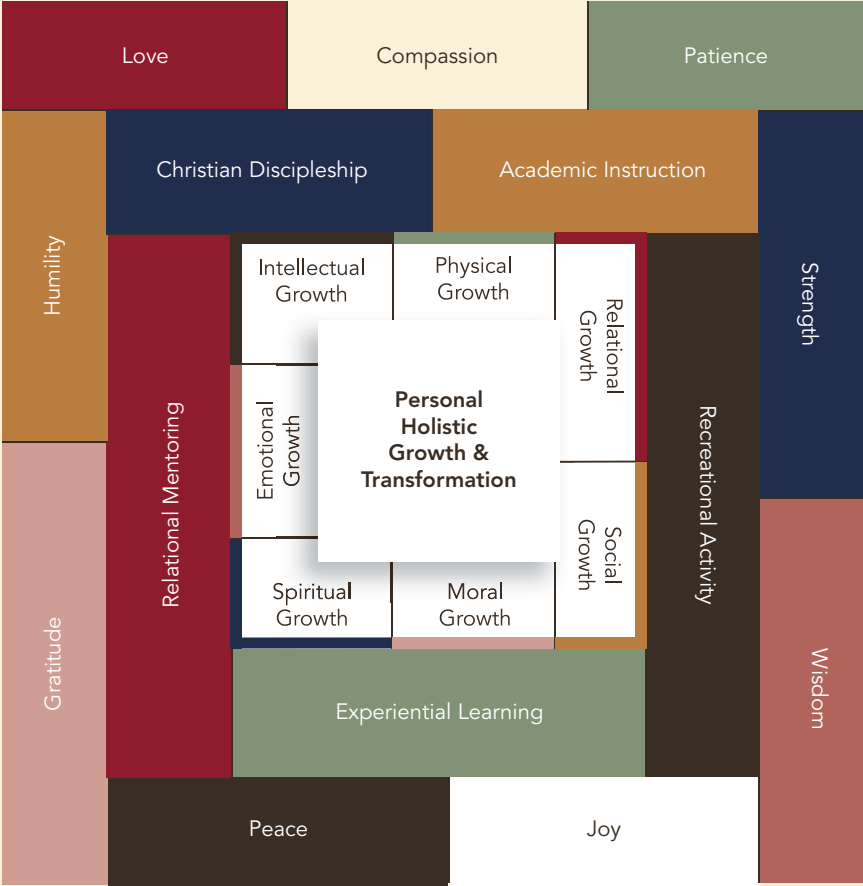 Love
Compassion
Patience
Christian Discipleship
Academic Instruction
Humility
Strength
Intellectual
Growth
Physical
Growth
Relational
Growth
Personal
Holistic
Growth &
Transformation
Emotional
Growth
Relational Mentoring
Recreational Activity
Social
Growth
Spiritual
Growth
Moral
Growth
Gratitude
Wisdom
Experiential Learning
Peace
Joy